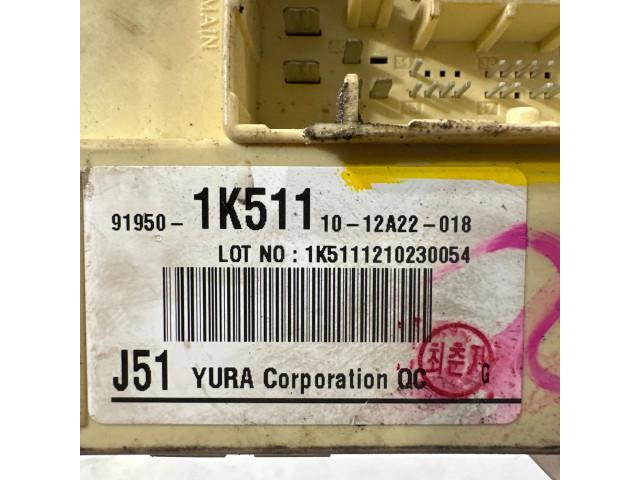 MAIN
91950- 1K511 10-12A22-018
LOT NO : 1K5111210230054
J51 YURA Corporation QC G